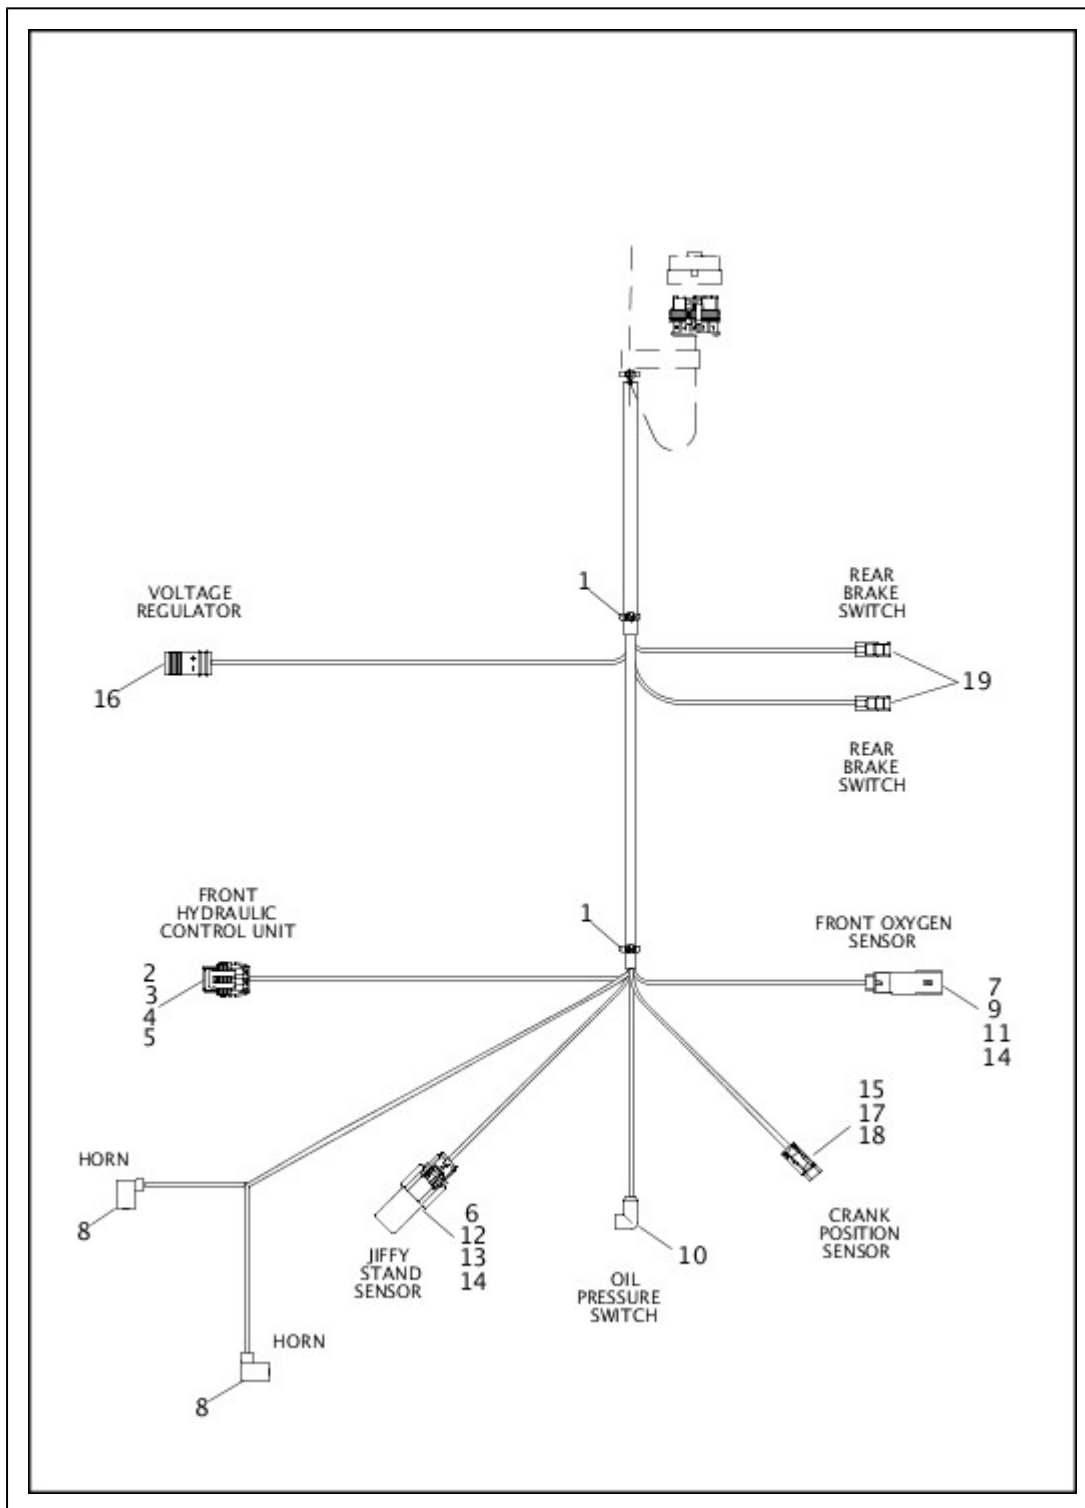 1
REAR
BRAKE
SWITCH
VOLTAGE
REGULATOR
+
-
16
19
REAR
BRAKE
SWITCH
FRONT
HYDRAULIC
CONTROL UNIT
1
FRONT OXYGEN
SENSOR
2
3
4
5
7
9
11
14
15
17
18
HORN
8
6
12
13
14
JIFFY
STAND
SENSOR
10
OIL
PRESSURE
SWITCH
CRANK
POSITION
SENSOR
HORN
8